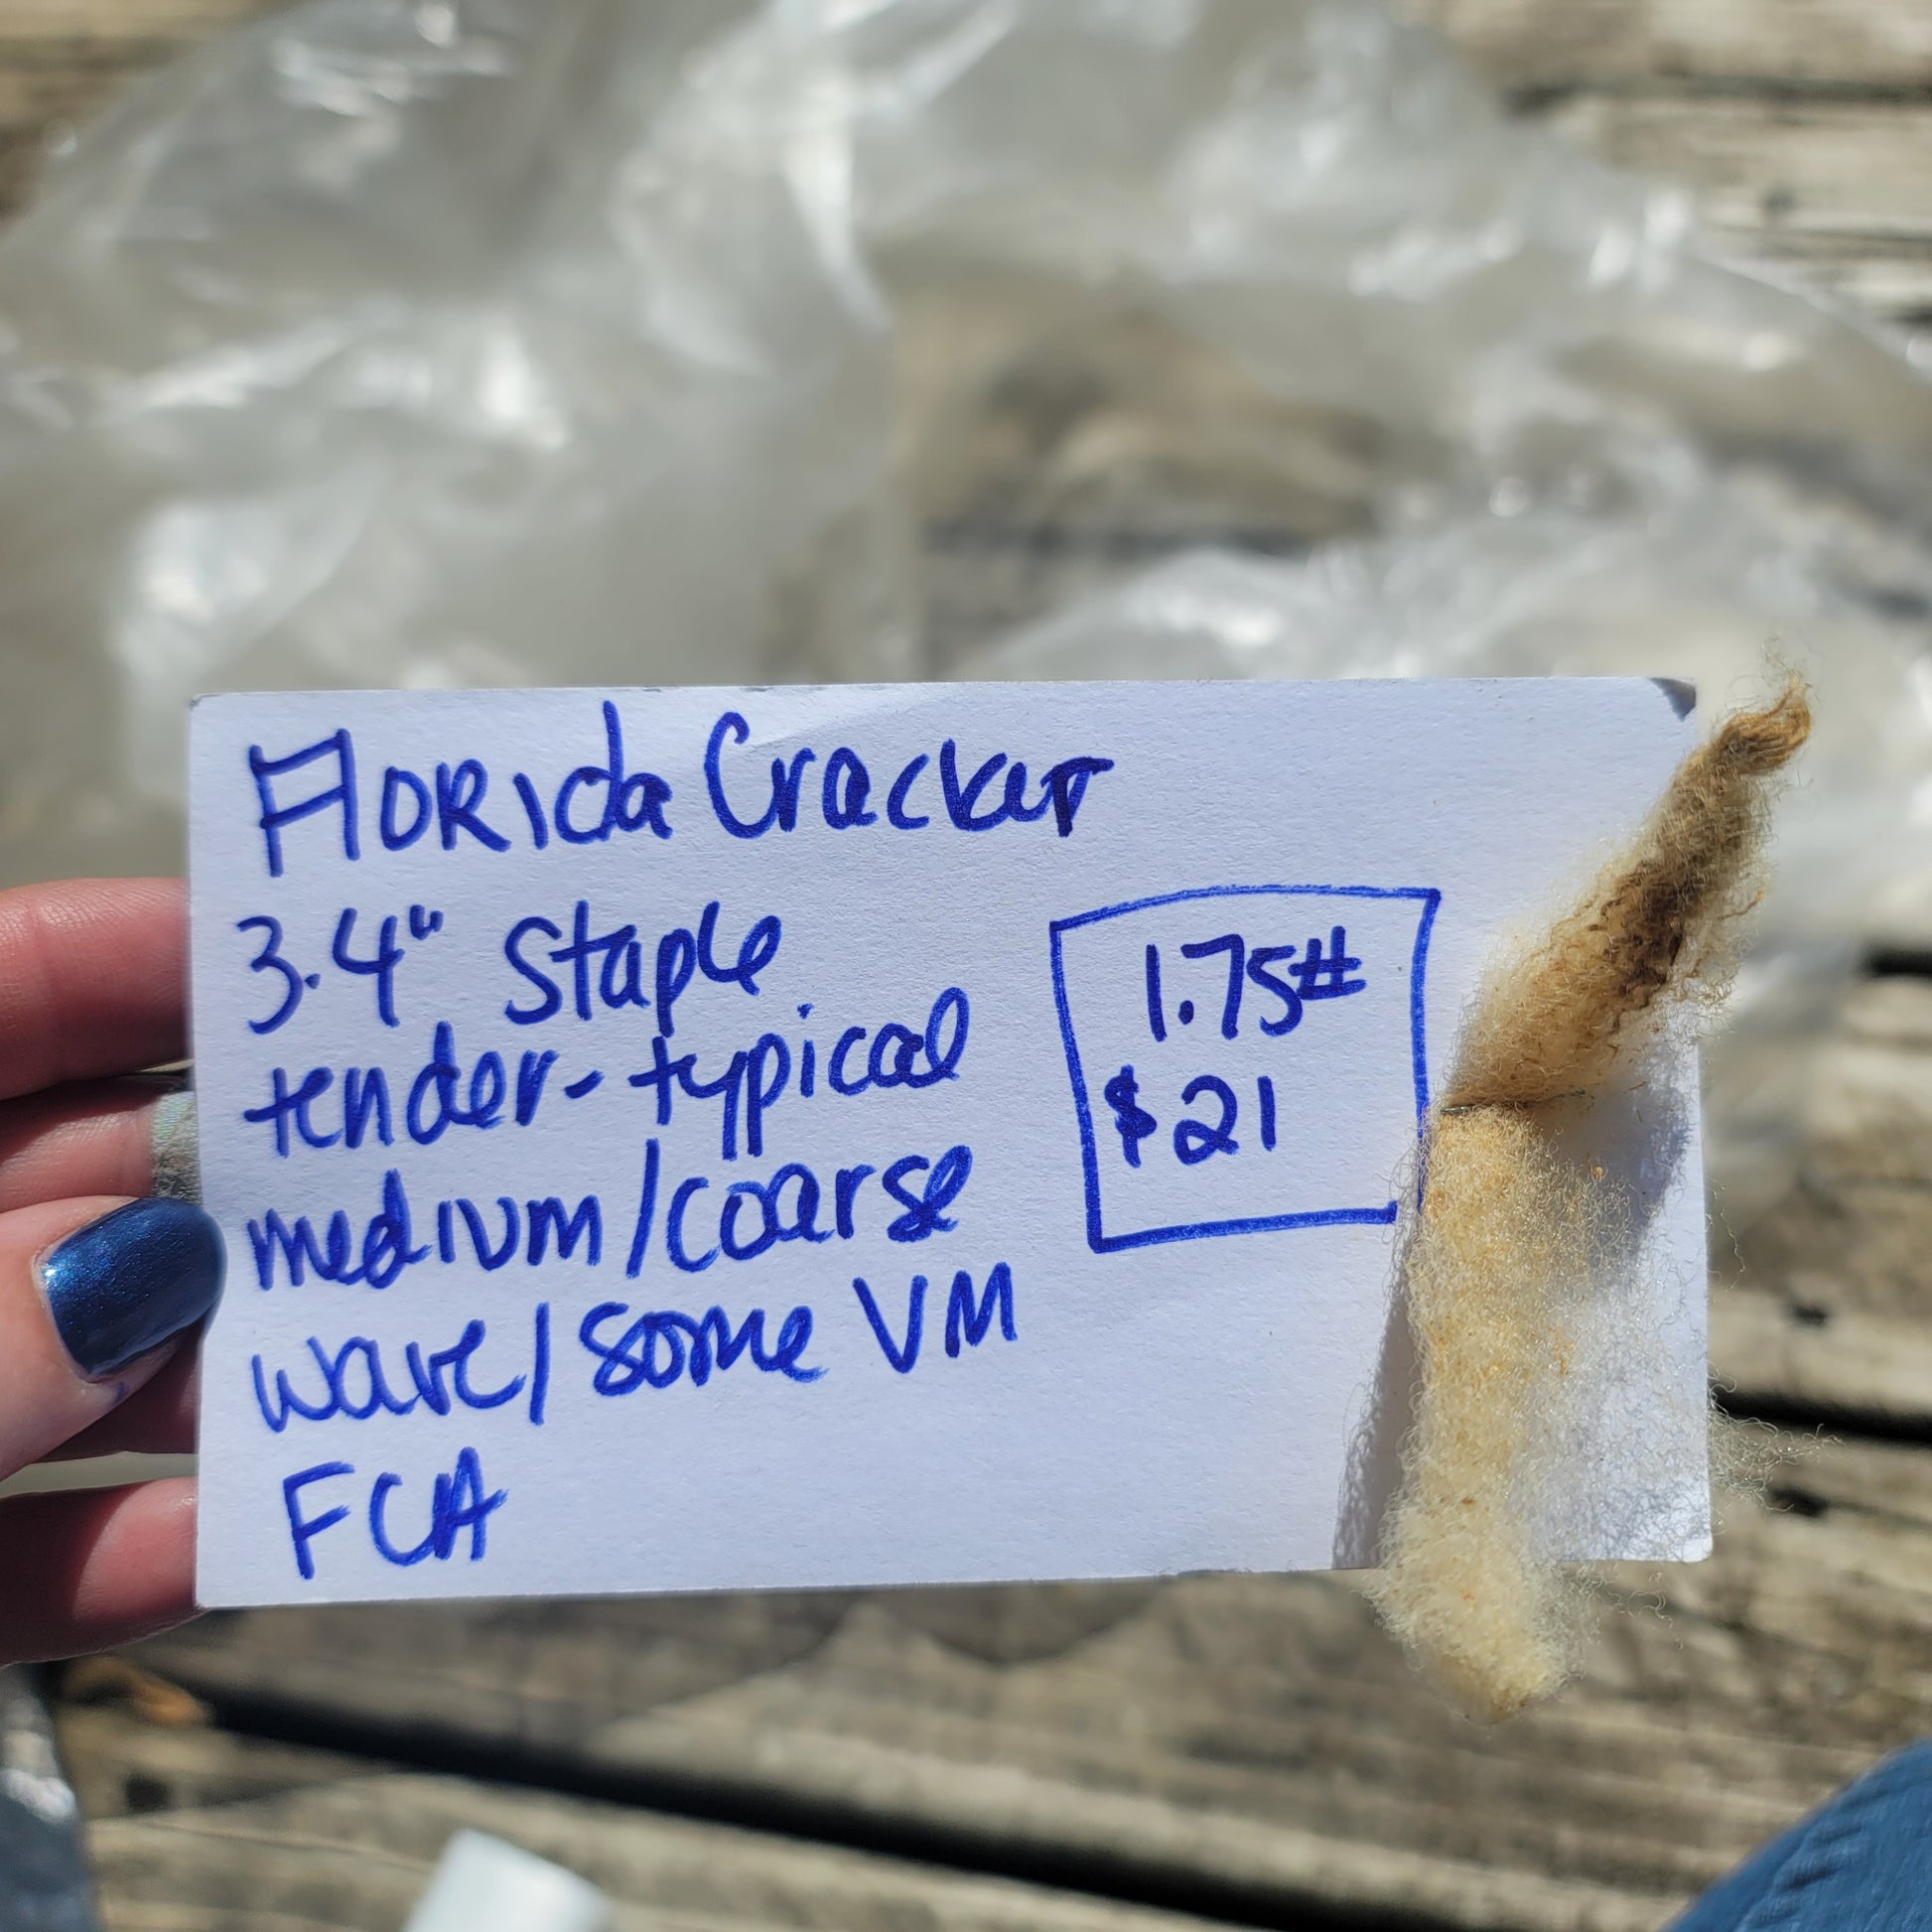 Florida Cracker
3.4" staple
tender-typical
medium/coarse
wave/some VM
FCA
1.75#
$21